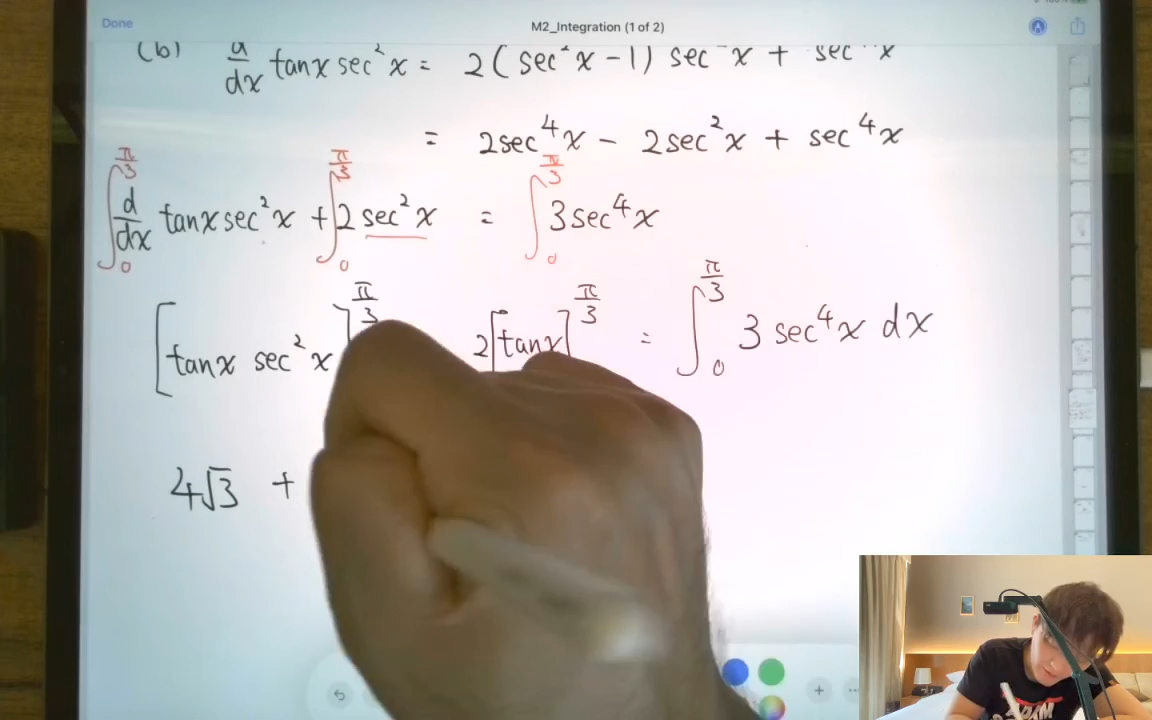 Done M2_Integration (1 of 2)
(b) d/dx tanx sec²x = 2(sec²x - 1) sec²x + sec⁴x
= 2sec⁴x - 2sec²x + sec⁴x
∫₀^(π/3) d/dx tanx sec²x + ∫₀^(π/3) 2 sec²x = ∫₀^(π/3) 3sec⁴x
[tanx sec²x]^(π/3) 2[tanx]^(π/3) = ∫₀^(π/3) 3 sec⁴x dx
4√3 +